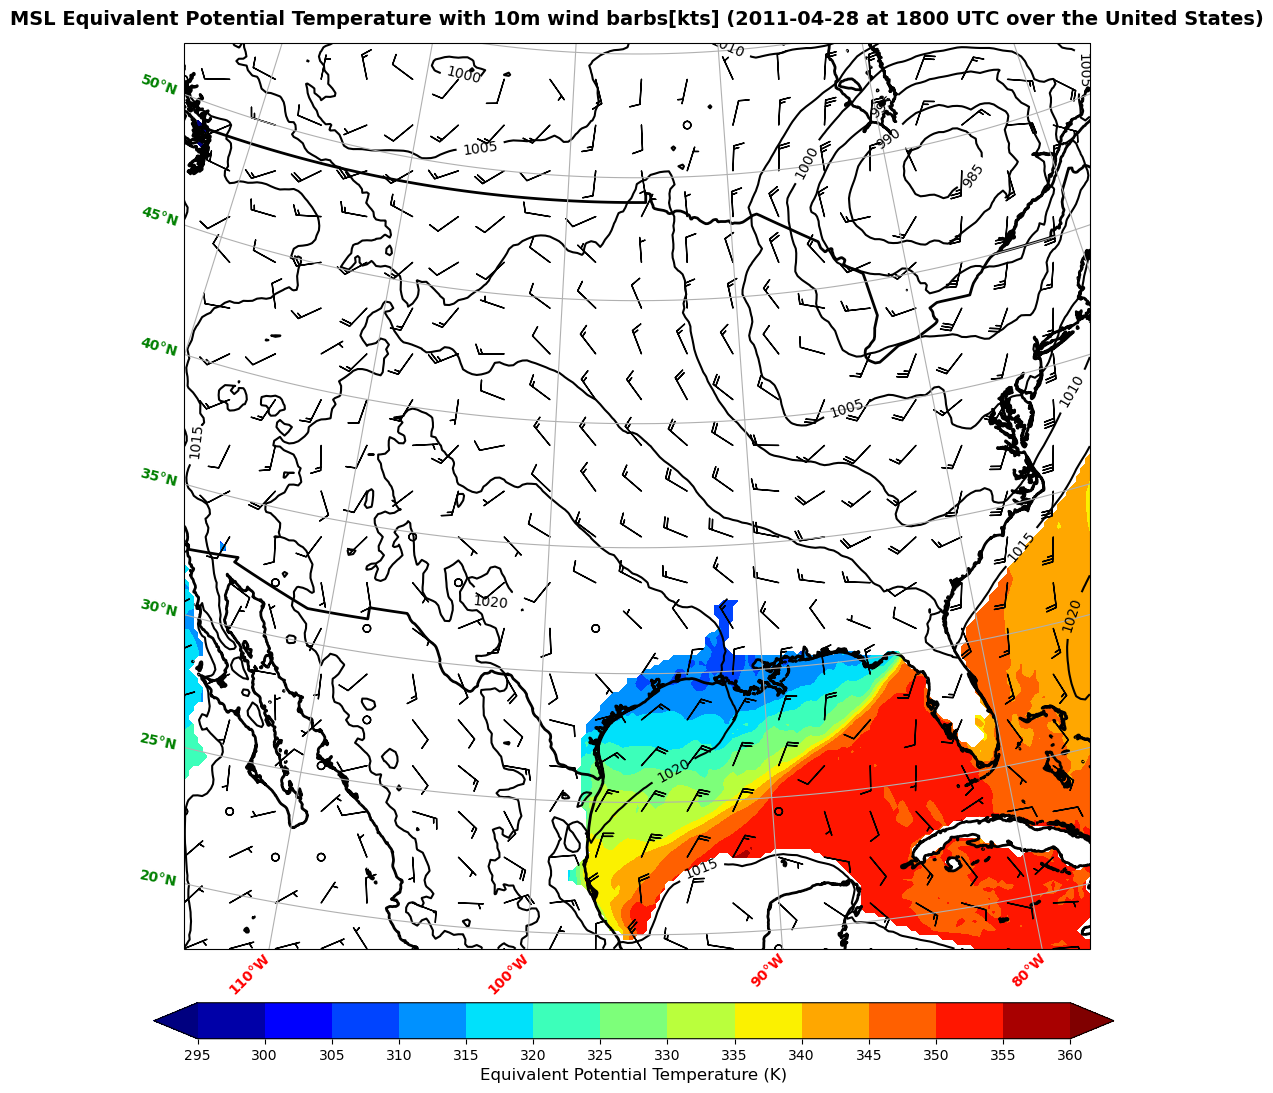 MSL Equivalent Potential Temperature with 10m wind barbs[kts] (2011-04-28 at 1800 UTC over the United States)
1010
1000
1005
50°N
990
1005
1000
985
45°N
40°N
1010
1005
1015
35°N
1015
30°N
1020
1020
25°N
1020
20°N
1015
110°W 100°W 90°W 80°W
295 300 305 310 315 320 325 330 335 340 345 350 355 360
Equivalent Potential Temperature (K)